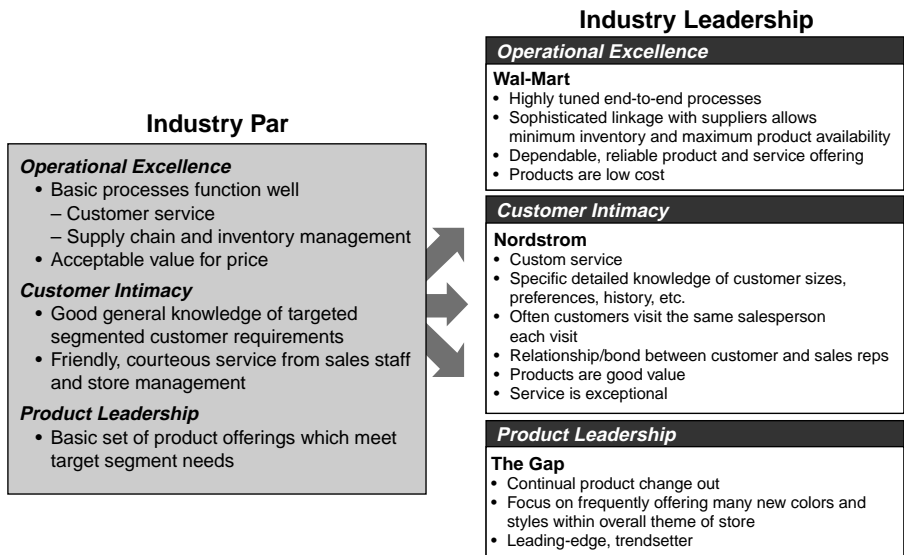 Industry Par
Operational Excellence
• Basic processes function well
– Customer service
– Supply chain and inventory management
• Acceptable value for price
Customer Intimacy
• Good general knowledge of targeted
segmented customer requirements
• Friendly, courteous service from sales staff
and store management
Product Leadership
• Basic set of product offerings which meet
target segment needs
Industry Leadership
Operational Excellence
Wal-Mart
• Highly tuned end-to-end processes
• Sophisticated linkage with suppliers allows
minimum inventory and maximum product availability
• Dependable, reliable product and service offering
• Products are low cost
Customer Intimacy
Nordstrom
• Custom service
• Specific detailed knowledge of customer sizes,
preferences, history, etc.
• Often customers visit the same salesperson
each visit
• Relationship/bond between customer and sales reps
• Products are good value
• Service is exceptional
Product Leadership
The Gap
• Continual product change out
• Focus on frequently offering many new colors and
styles within overall theme of store
• Leading-edge, trendsetter